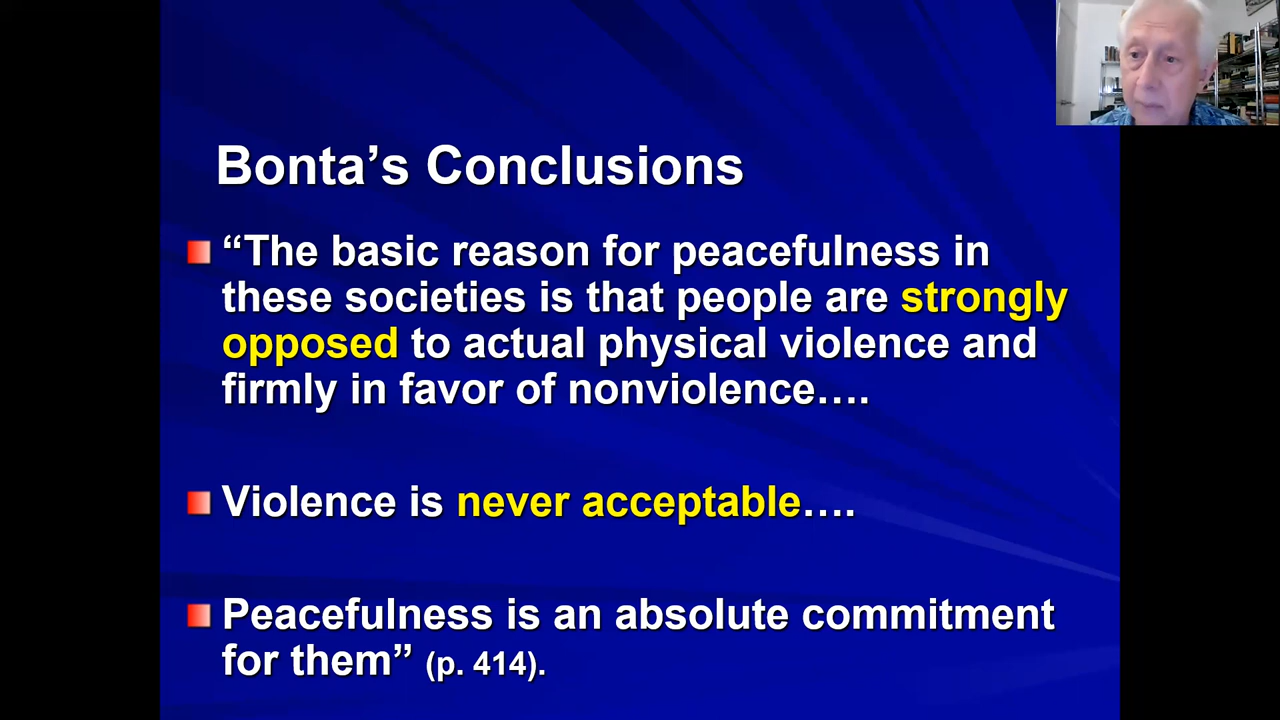 Bonta’s Conclusions
“The basic reason for peacefulness in
these societies is that people are strongly
opposed to actual physical violence and
firmly in favor of nonviolence….
Violence is never acceptable….
Peacefulness is an absolute commitment
for them” (p. 414).